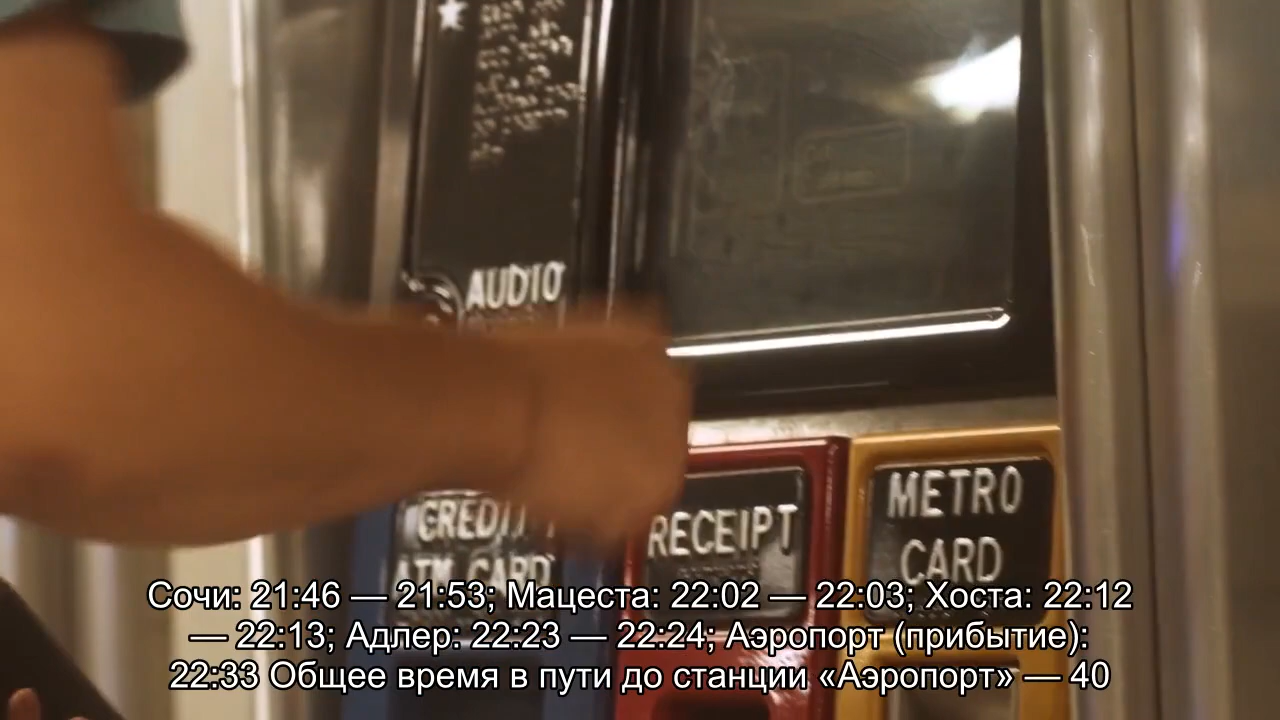 AUDIO
CREDIT
ATM CARD
RECEIPT
METRO
CARD
Сочи: 21:46 — 21:53; Мацеста: 22:02 — 22:03; Хоста: 22:12
— 22:13; Адлер: 22:23 — 22:24; Аэропорт (прибытие):
22:33 Общее время в пути до станции «Аэропорт» — 40